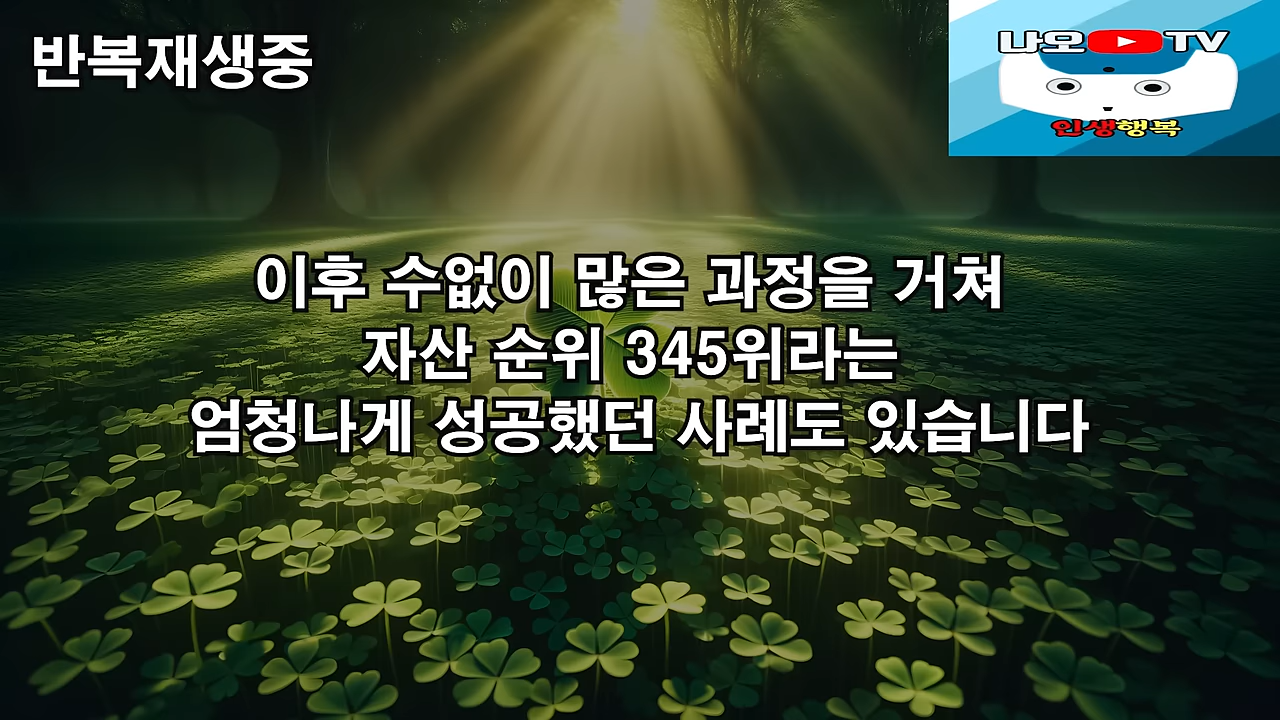 반복재생중
나오 TV
인생행복
이후 수없이 많은 과정을 거쳐
자산 순위 345위라는
엄청나게 성공했던 사례도 있습니다